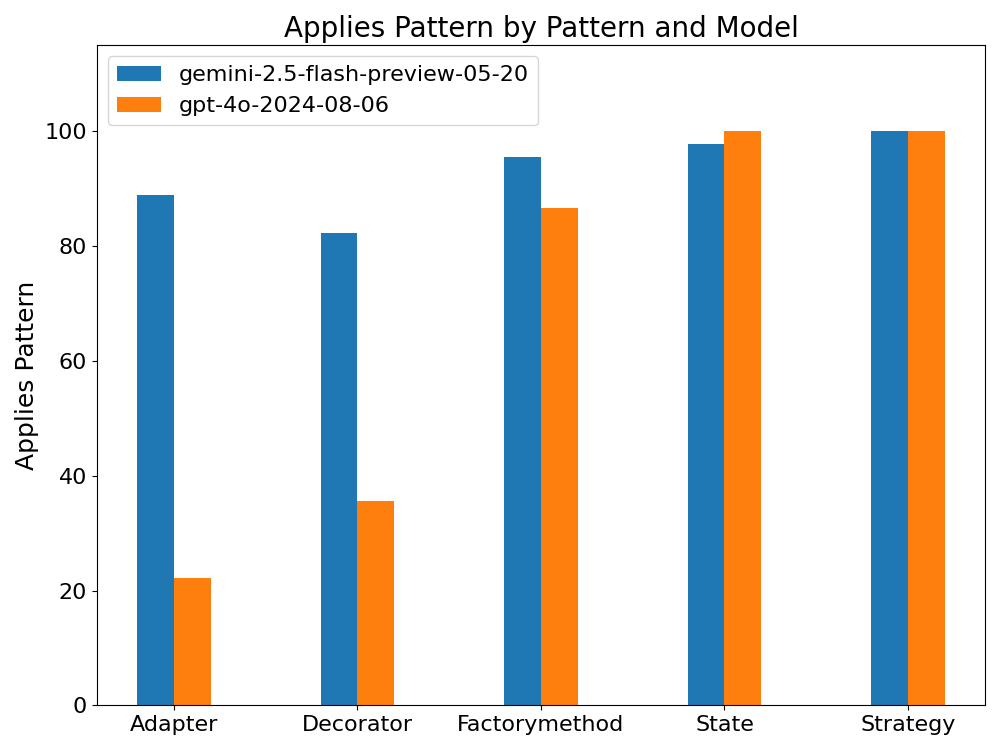 Applies Pattern by Pattern and Model
gemini-2.5-flash-preview-05-20
gpt-4o-2024-08-06
Applies Pattern
100
80
60
40
20
0
Adapter Decorator Factorymethod State Strategy